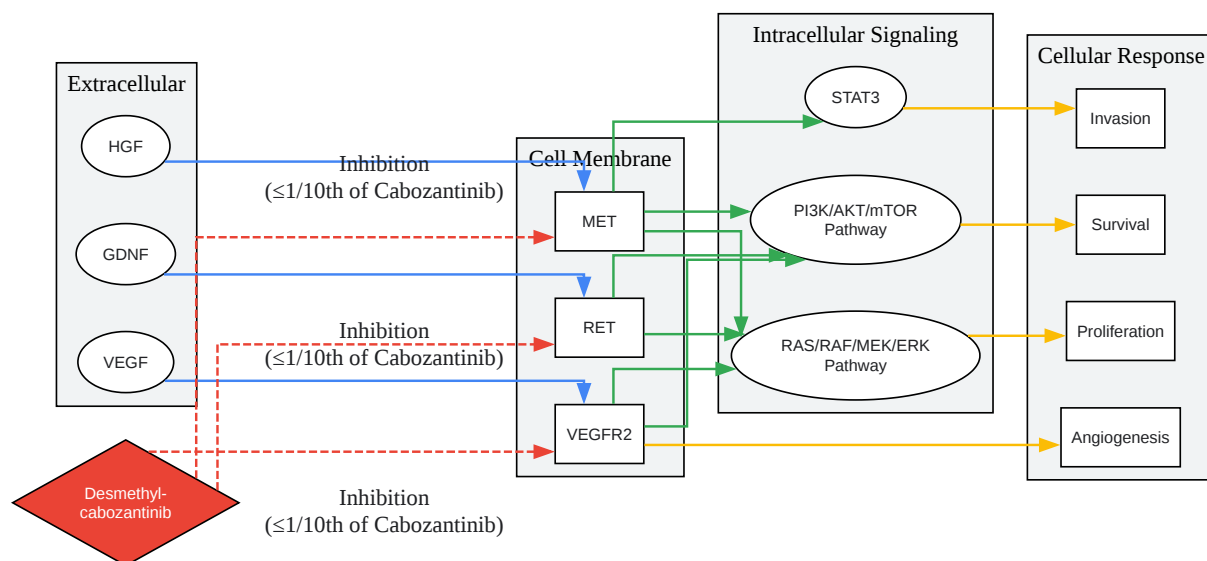 Extracellular
HGF
GDNF
VEGF
Desmethyl-
cabozantinib
Inhibition
(≤1/10th of Cabozantinib)
Inhibition
(≤1/10th of Cabozantinib)
Inhibition
(≤1/10th of Cabozantinib)
Cell Membrane
MET
RET
VEGFR2
Intracellular Signaling
STAT3
PI3K/AKT/mTOR
Pathway
RAS/RAF/MEK/ERK
Pathway
Cellular Response
Invasion
Survival
Proliferation
Angiogenesis